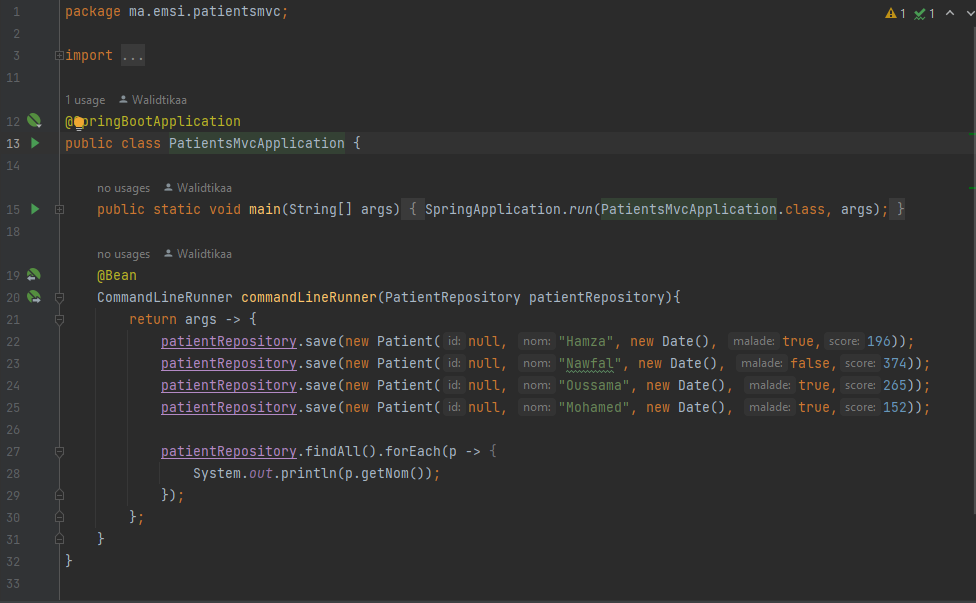 1 package ma.emsi.patientsmvc; 1 1
2
3 import ...
11
1 usage Walidtikaa
12 @SpringBootApplication
13 public class PatientsMvcApplication {
14
no usages Walidtikaa
15 public static void main(String[] args) { SpringApplication.run(PatientsMvcApplication.class, args); }
18
no usages Walidtikaa
19 @Bean
20 CommandLineRunner commandLineRunner(PatientRepository patientRepository){
21 return args -> {
22 patientRepository.save(new Patient( id: null, nom: "Hamza", new Date(), malade: true, score: 196));
23 patientRepository.save(new Patient( id: null, nom: "Nawfal", new Date(), malade: false, score: 374));
24 patientRepository.save(new Patient( id: null, nom: "Oussama", new Date(), malade: true, score: 265));
25 patientRepository.save(new Patient( id: null, nom: "Mohamed", new Date(), malade: true, score: 152));
26
27 patientRepository.findAll().forEach(p -> {
28 System.out.println(p.getNom());
29 });
30 };
31 }
32 }
33